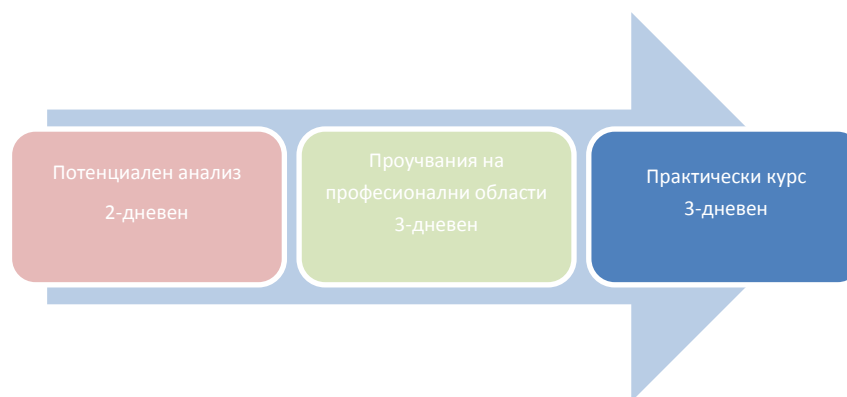 Потенциален анализ
2-дневен
Проучвания на
професионални области
3-дневен
Практически курс
3-дневен